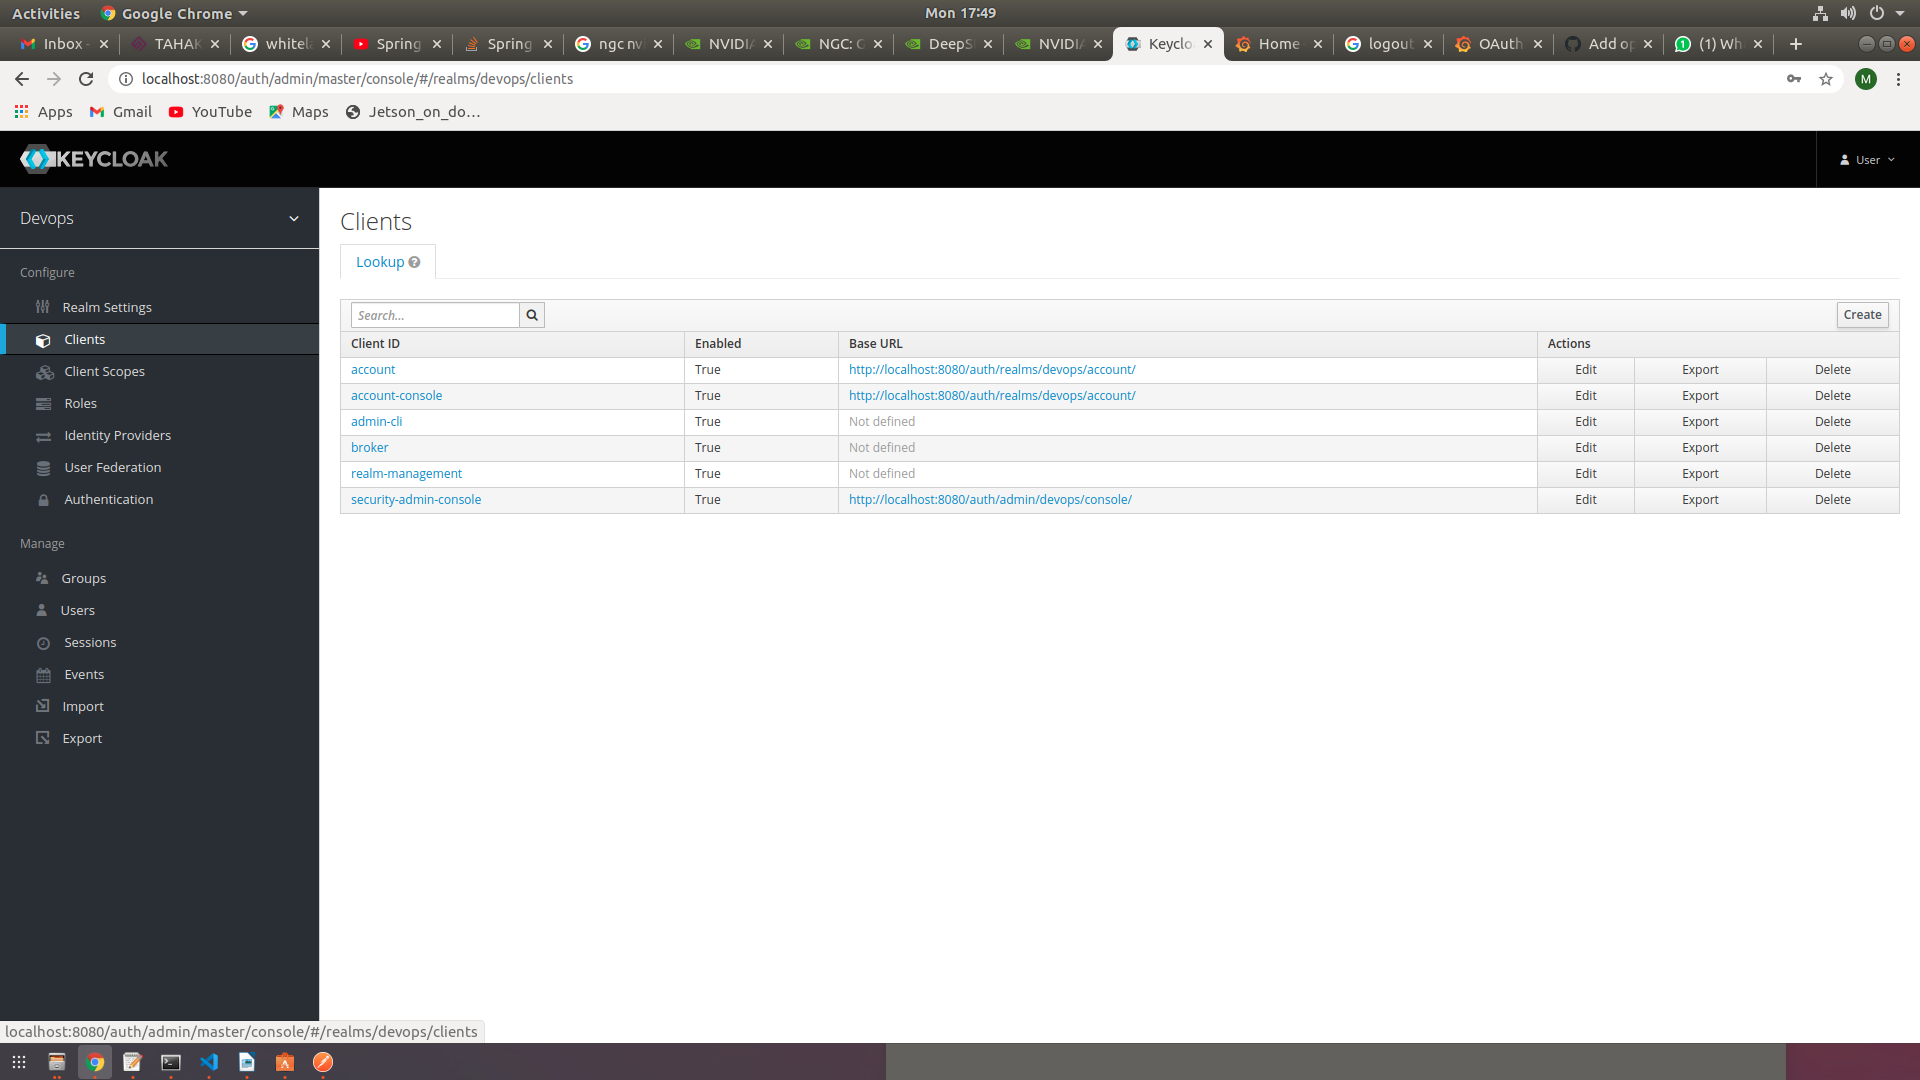 Activities Google Chrome Mon 17:49
Inbox - TAHAK whitela Spring Spring ngc nv NVIDIA NGC: DeepS NVIDIA Keyclo Home logout OAuth Add op (1) Wh
localhost:8080/auth/admin/master/console/#/realms/devops/clients M
Apps Gmail YouTube Maps Jetson_on_do...
KEYCLOAK User
Devops
Configure
Realm Settings
Clients
Client Scopes
Roles
Identity Providers
User Federation
Authentication
Manage
Groups
Users
Sessions
Events
Import
Export
Clients
Lookup
Search... Create
Client ID Enabled Base URL Actions
account True http://localhost:8080/auth/realms/devops/account/ Edit Export Delete
account-console True http://localhost:8080/auth/realms/devops/account/ Edit Export Delete
admin-cli True Not defined Edit Export Delete
broker True Not defined Edit Export Delete
realm-management True Not defined Edit Export Delete
security-admin-console True http://localhost:8080/auth/admin/devops/console/ Edit Export Delete
localhost:8080/auth/admin/master/console/#/realms/devops/clients